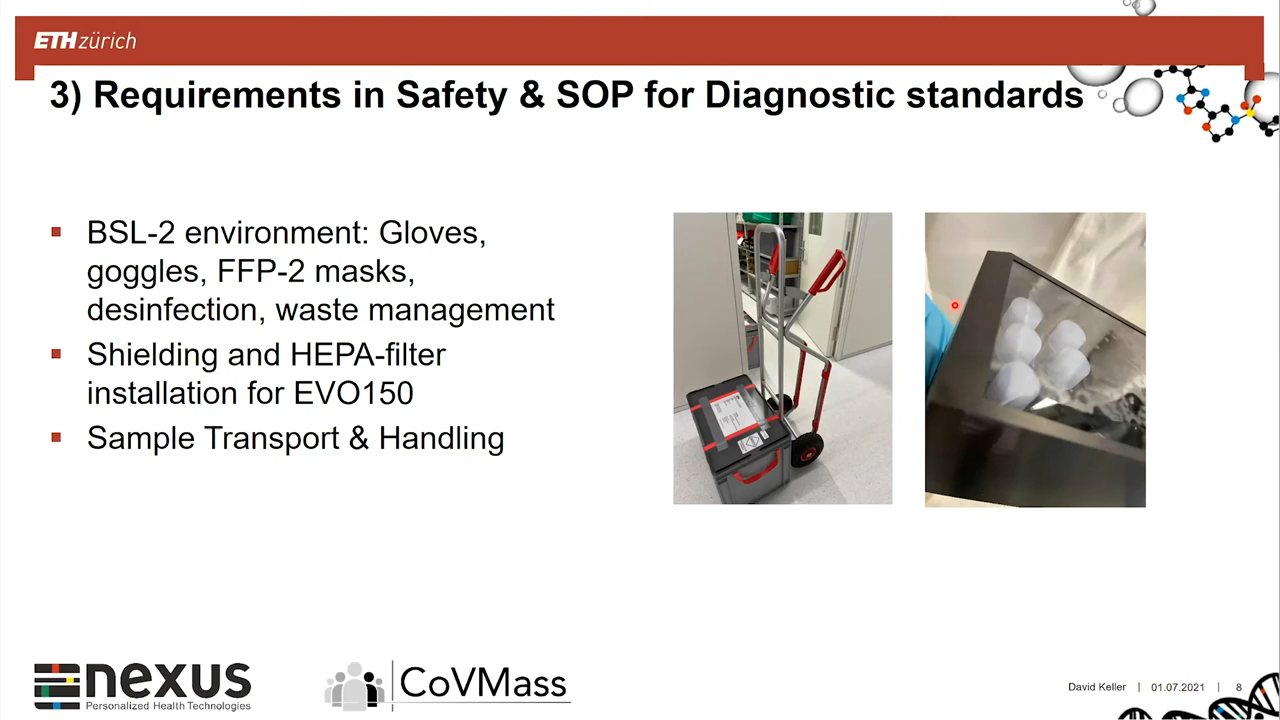 ETH zürich
3) Requirements in Safety & SOP for Diagnostic standards
▪ BSL-2 environment: Gloves,
goggles, FFP-2 masks,
desinfection, waste management
▪ Shielding and HEPA-filter
installation for EVO150
▪ Sample Transport & Handling
nexus
Personalized Health Technologies
CoVMass
David Keller | 01.07.2021 | 8